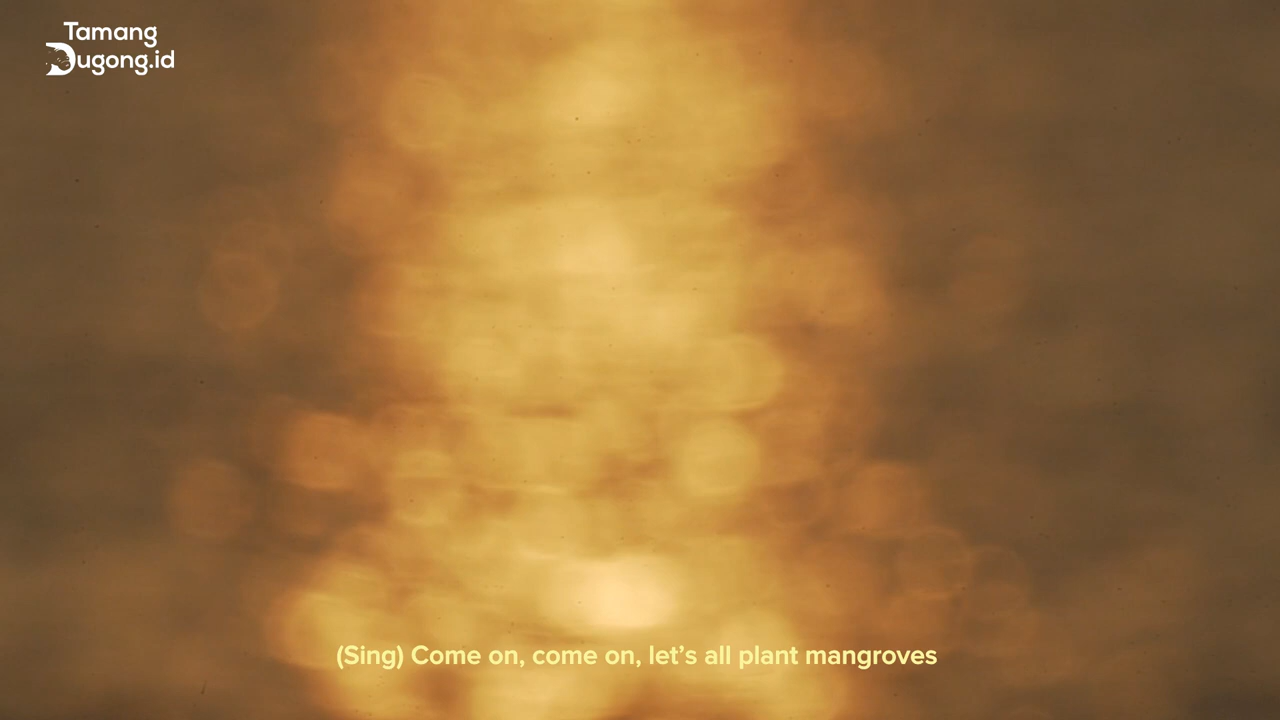 Tamang
Dugong.id
(Sing) Come on, come on, let's all plant mangroves